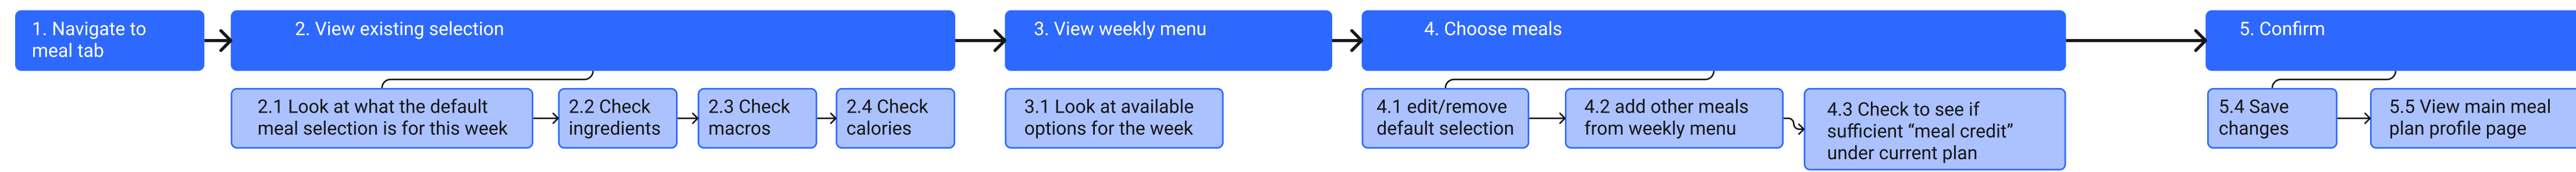 1. Navigate to
meal tab
2. View existing selection
3. View weekly menu
4. Choose meals
5. Confirm
2.1 Look at what the default
meal selection is for this week
2.2 Check
ingredients
2.3 Check
macros
2.4 Check
calories
3.1 Look at available
options for the week
4.1 edit/remove
default selection
4.2 add other meals
from weekly menu
4.3 Check to see if
sufficient “meal credit”
under current plan
5.4 Save
changes
5.5 View main meal
plan profile page